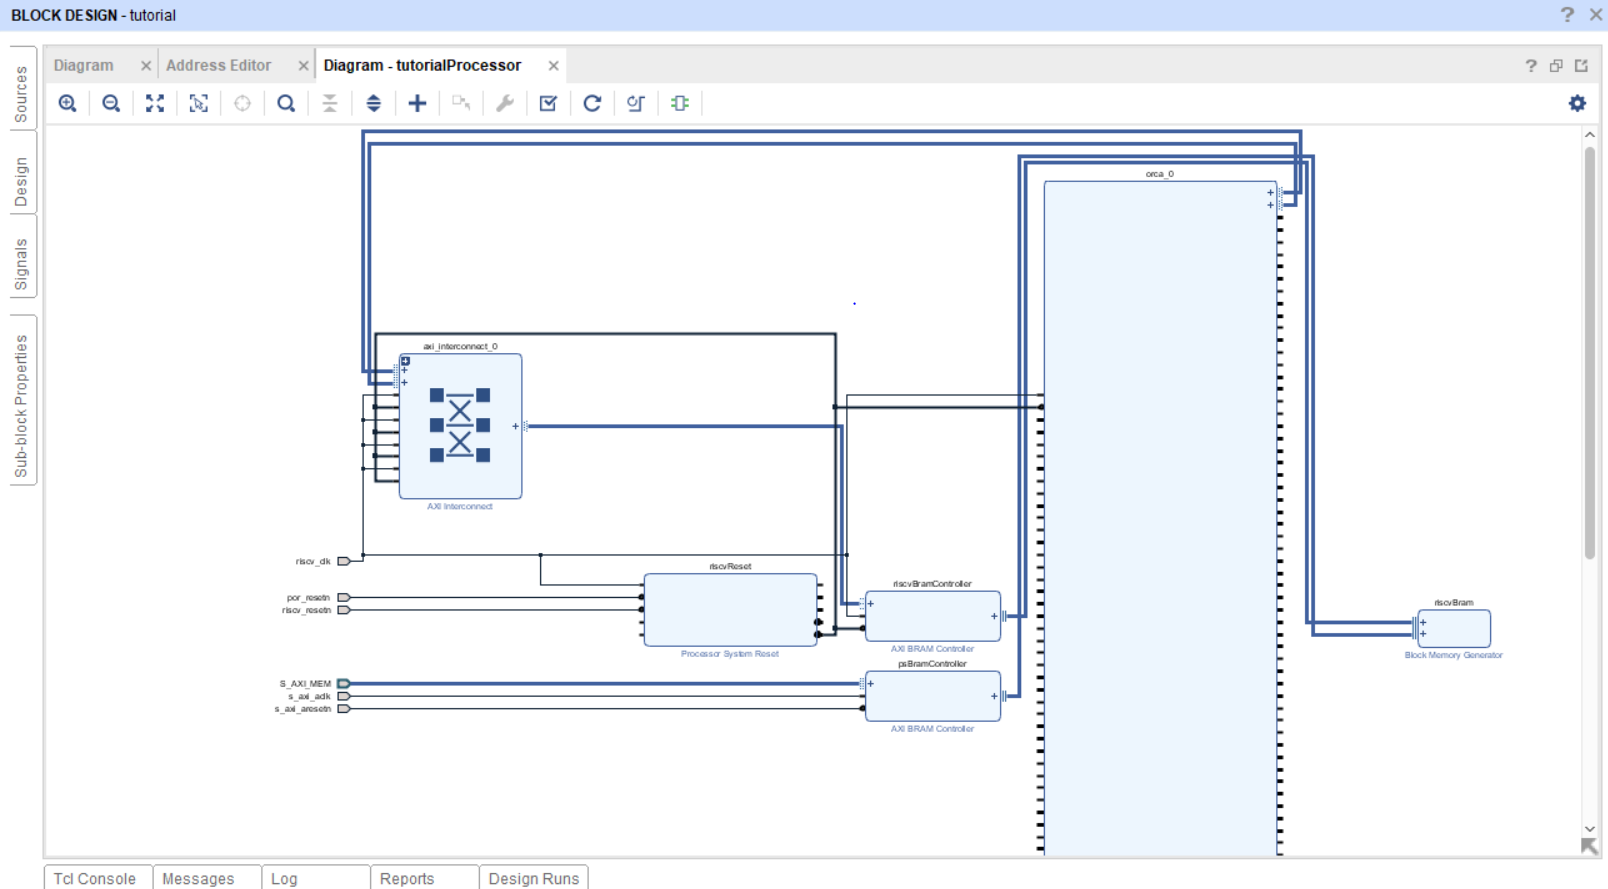 BLOCK DESIGN - tutorial
Diagram
Address Editor
Diagram - tutorialProcessor
Sources
Design
Signals
Sub-block Properties
orca_0
axi_interconnect_0
AXI Interconnect
riscv_clk
riscvReset
por_resetn
riscv_resetn
Processor System Reset
riscvBramController
AXI BRAM Controller
riscvBram
Block Memory Generator
psBramController
AXI BRAM Controller
S_AXI_MEM
s_axi_aclk
s_axi_aresetn
Tcl Console
Messages
Log
Reports
Design Runs